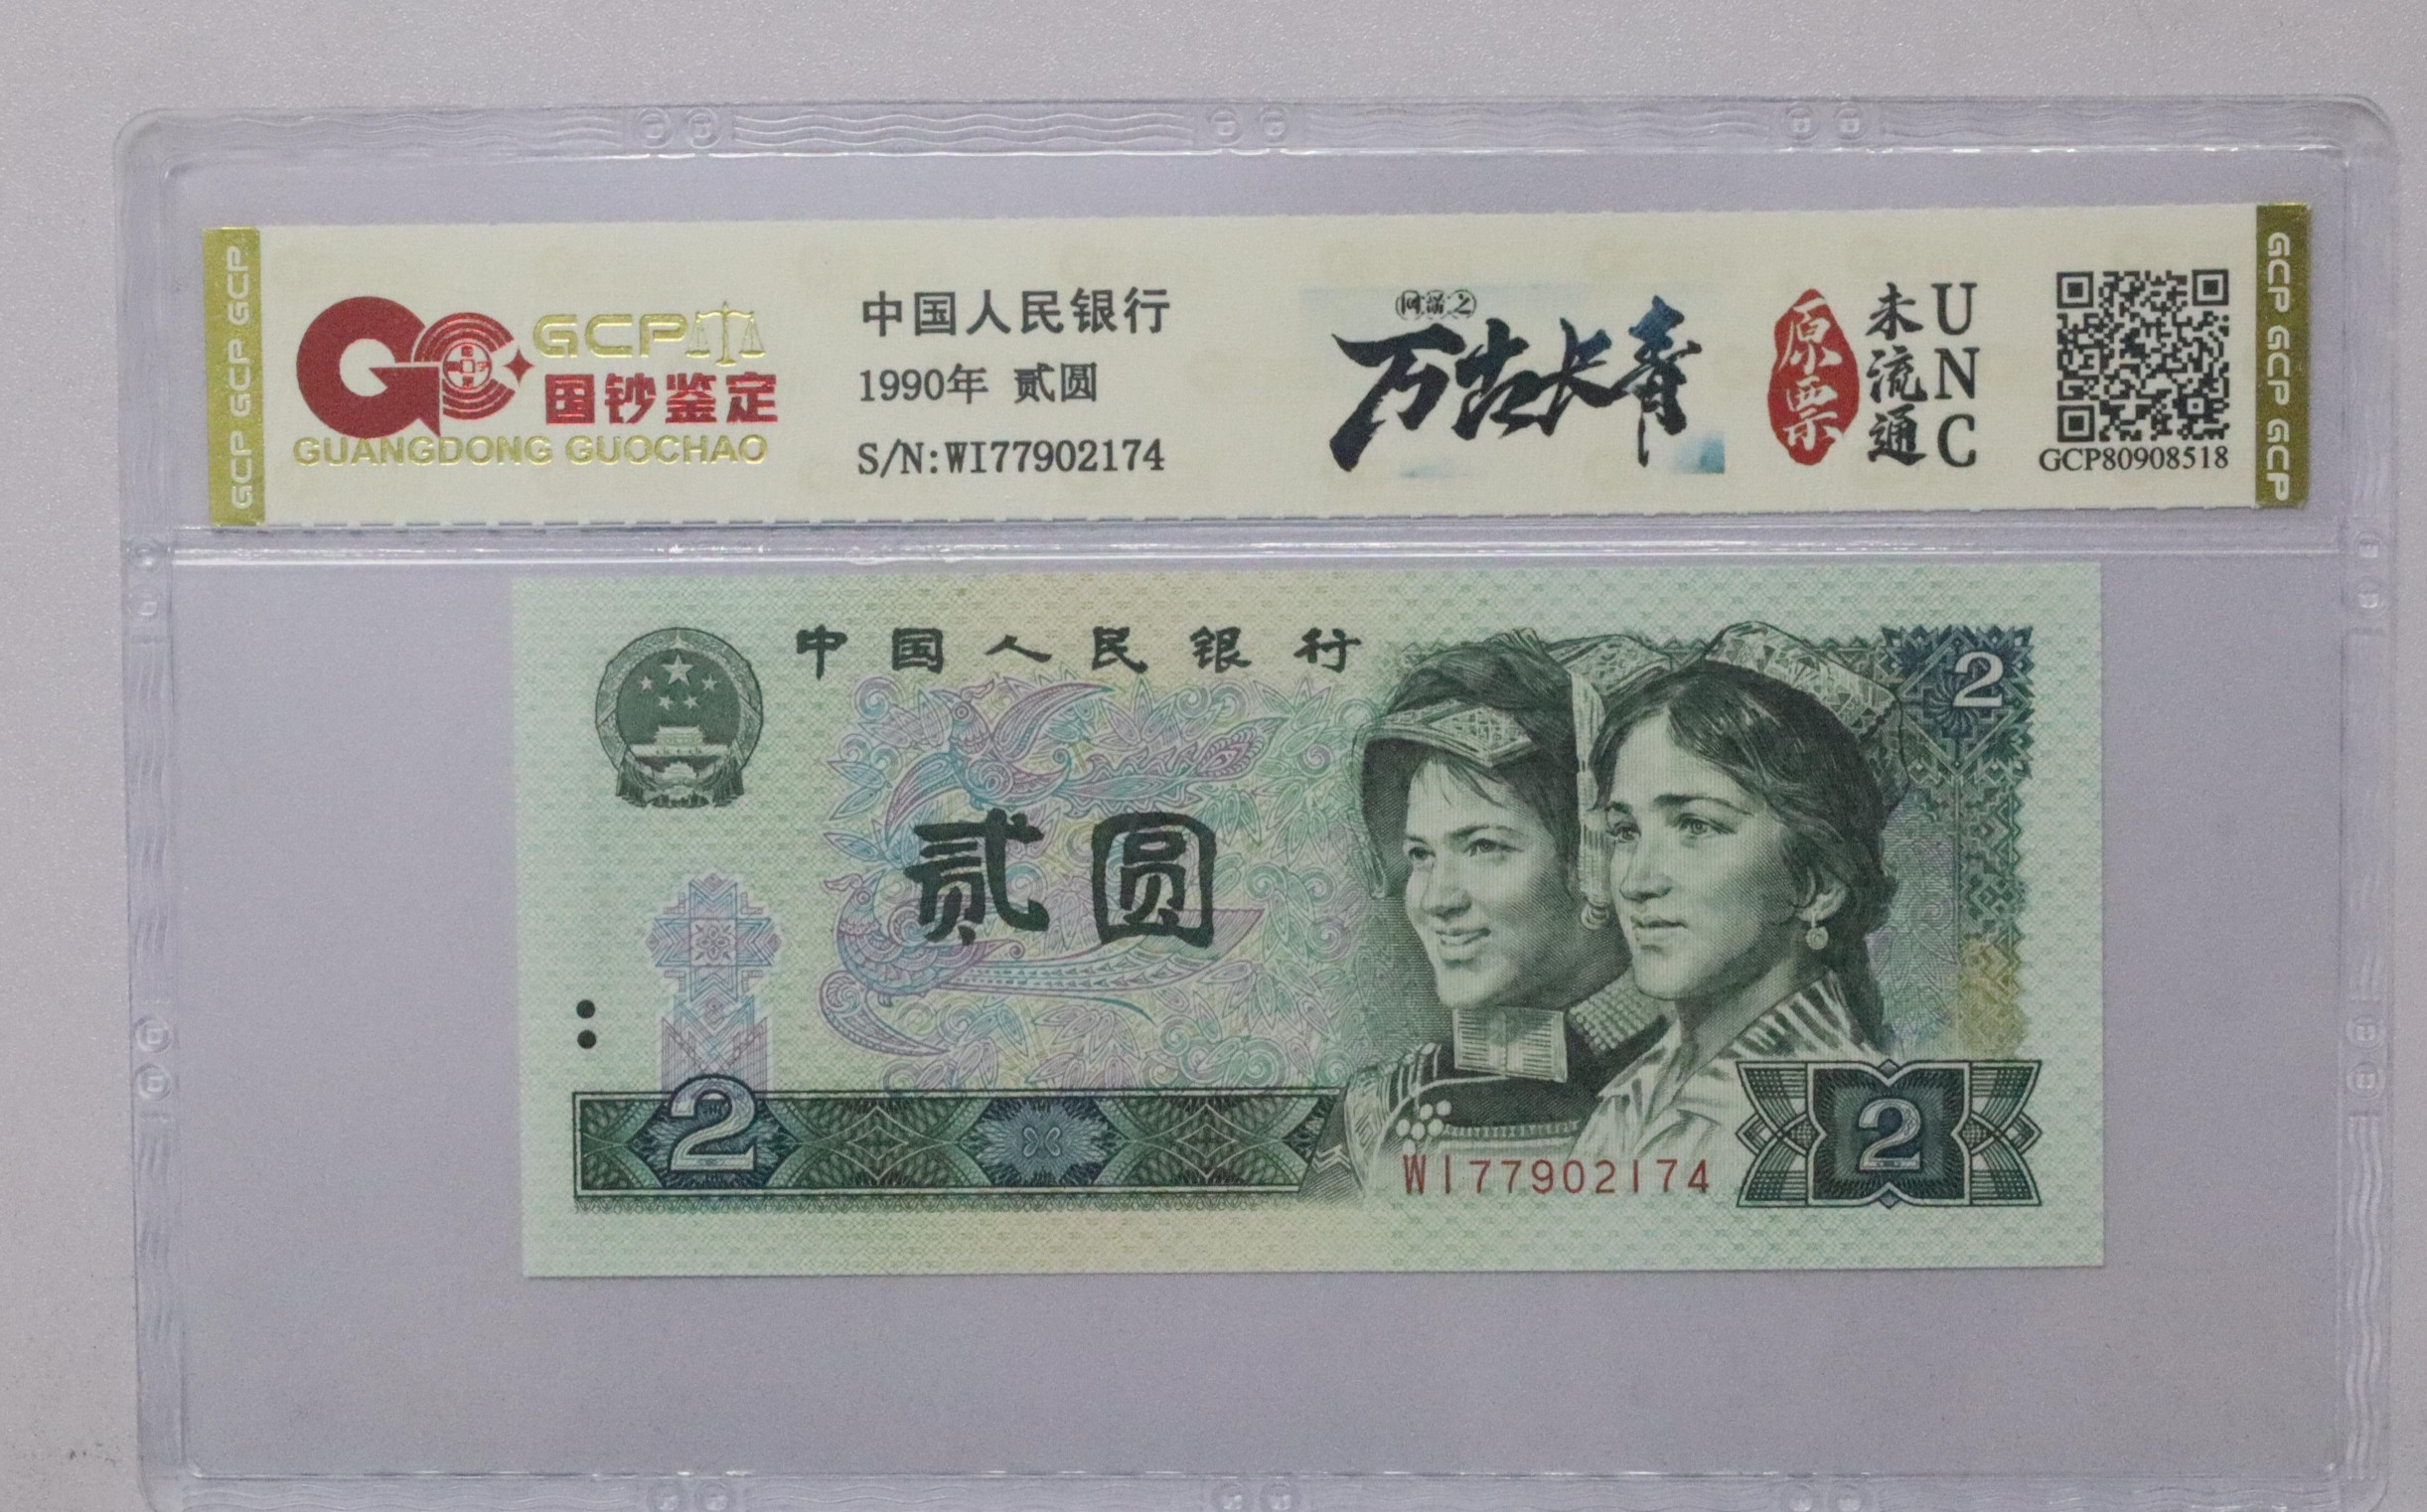 GCP GCP GCP
GCP
国钞鉴定
GUANGDONG GUOCHAO
中国人民银行
1990年 贰圆
S/N:WI77902174
万古长青
原票
未流通
UNC
GCP80908518
GCP GCP GCP
中国人民银行
2
贰圆
2
WI77902174
2